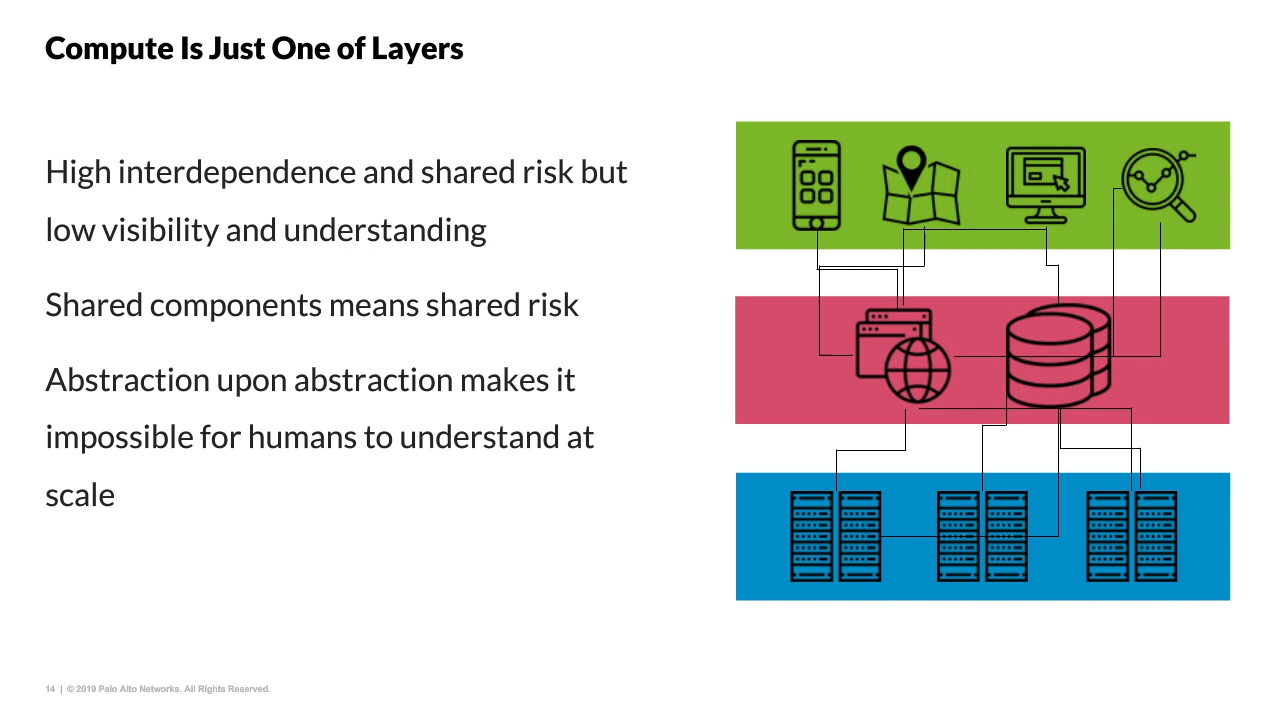 Compute Is Just One of Layers
High interdependence and shared risk but
low visibility and understanding
Shared components means shared risk
Abstraction upon abstraction makes it
impossible for humans to understand at
scale
14 | © 2019 Palo Alto Networks. All Rights Reserved.